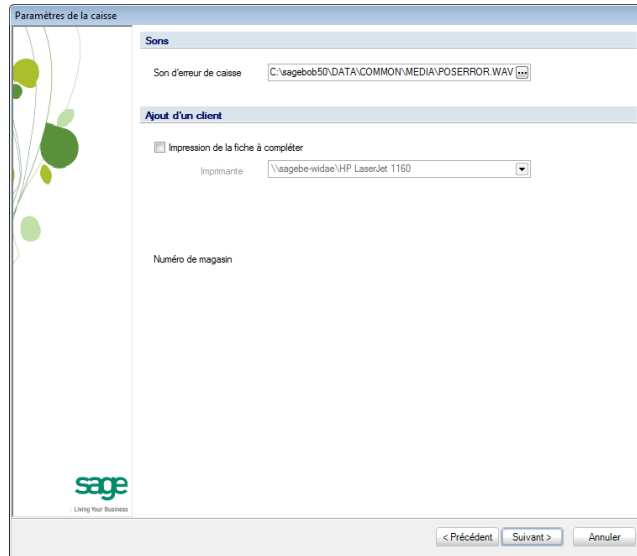 Paramètres de la caisse
Sons
Son d'erreur de caisse C:\sagebob50\DATA\COMMON\MEDIA\POSERROR.WAV ...
Ajout d'un client
Impression de la fiche à compléter
Imprimante \\sagebe-widae\HP LaserJet 1160
Numéro de magasin
sage
Living Your Business
< Précédent Suivant > Annuler